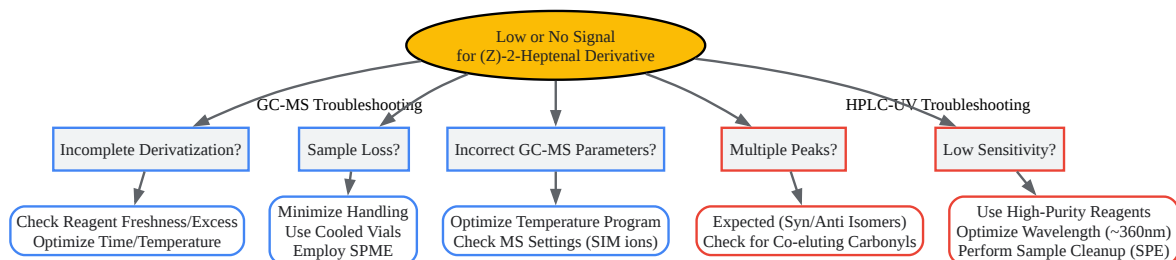 Low or No Signal
for (Z)-2-Heptenal Derivative
GC-MS Troubleshooting
HPLC-UV Troubleshooting
Incomplete Derivatization?
Sample Loss?
Incorrect GC-MS Parameters?
Multiple Peaks?
Low Sensitivity?
Check Reagent Freshness/Excess
Optimize Time/Temperature
Minimize Handling
Use Cooled Vials
Employ SPME
Optimize Temperature Program
Check MS Settings (SIM ions)
Expected (Syn/Anti Isomers)
Check for Co-eluting Carbonyls
Use High-Purity Reagents
Optimize Wavelength (~360nm)
Perform Sample Cleanup (SPE)